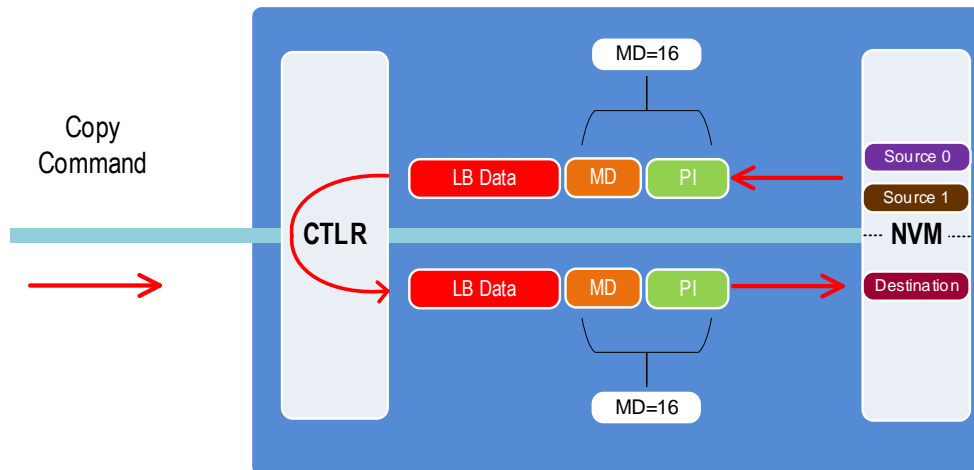 MD=16
Copy
Command
LB Data
MD
PI
Source 0
Source 1
CTLR
NVM
LB Data
MD
PI
Destination
MD=16